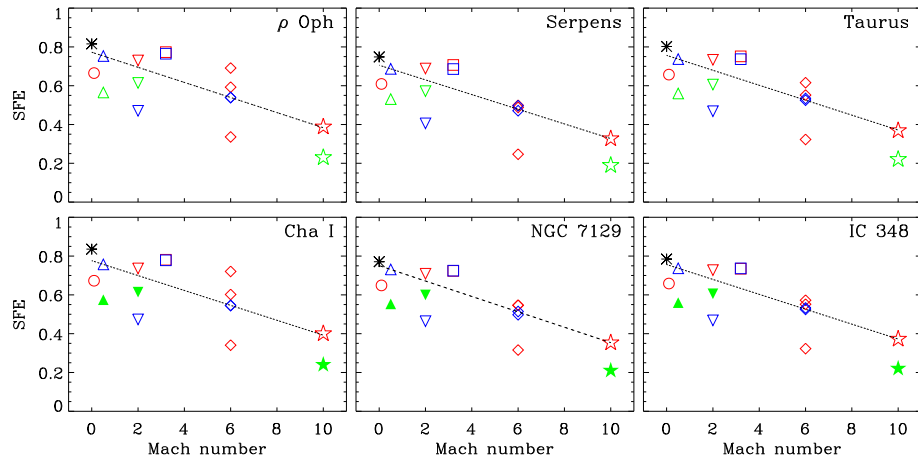 ρ Oph
Serpens
Taurus
SFE
1
0.8
0.6
0.4
0.2
0
Cha I
NGC 7129
IC 348
SFE
1
0.8
0.6
0.4
0.2
0
0 2 4 6 8 10
0 2 4 6 8 10
0 2 4 6 8 10
Mach number
Mach number
Mach number